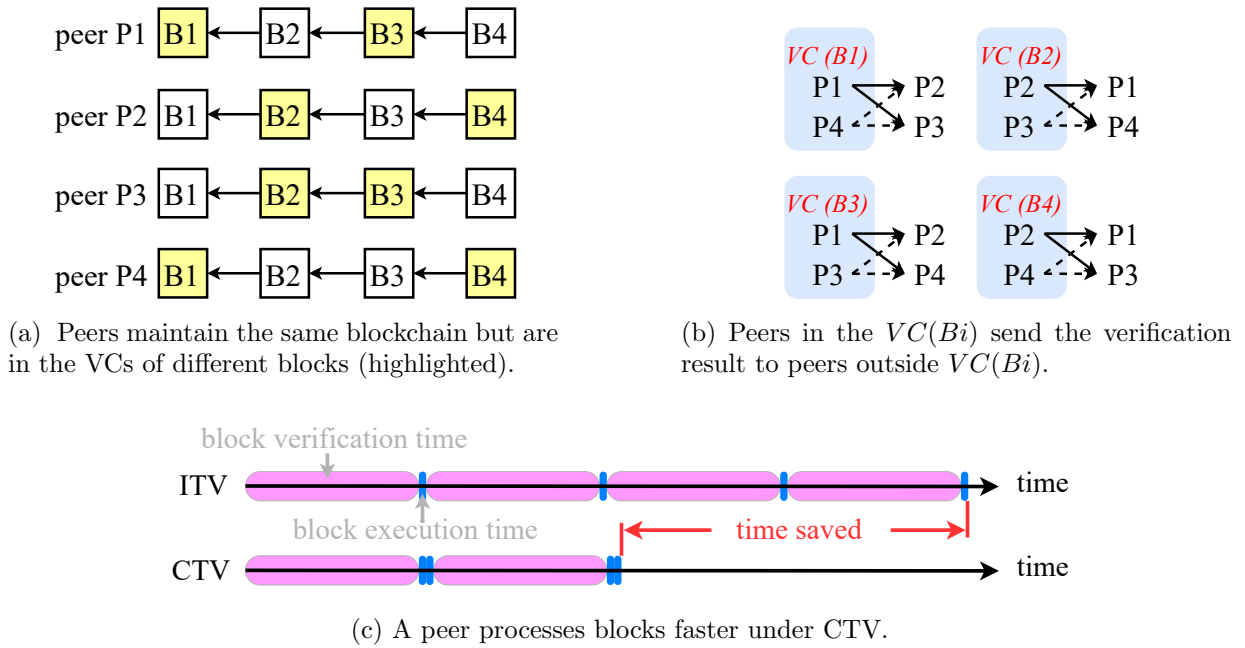 peer P1 B1 B2 B3 B4
peer P2 B1 B2 B3 B4
peer P3 B1 B2 B3 B4
peer P4 B1 B2 B3 B4
(a) Peers maintain the same blockchain but are
in the VCs of different blocks (highlighted).
VC (B1)
P1 P2
P4 P3
VC (B2)
P2 P1
P3 P4
VC (B3)
P1 P2
P3 P4
VC (B4)
P2 P1
P4 P3
(b) Peers in the VC(Bi) send the verification
result to peers outside VC(Bi).
block verification time
ITV time
block execution time time saved
CTV time
(c) A peer processes blocks faster under CTV.